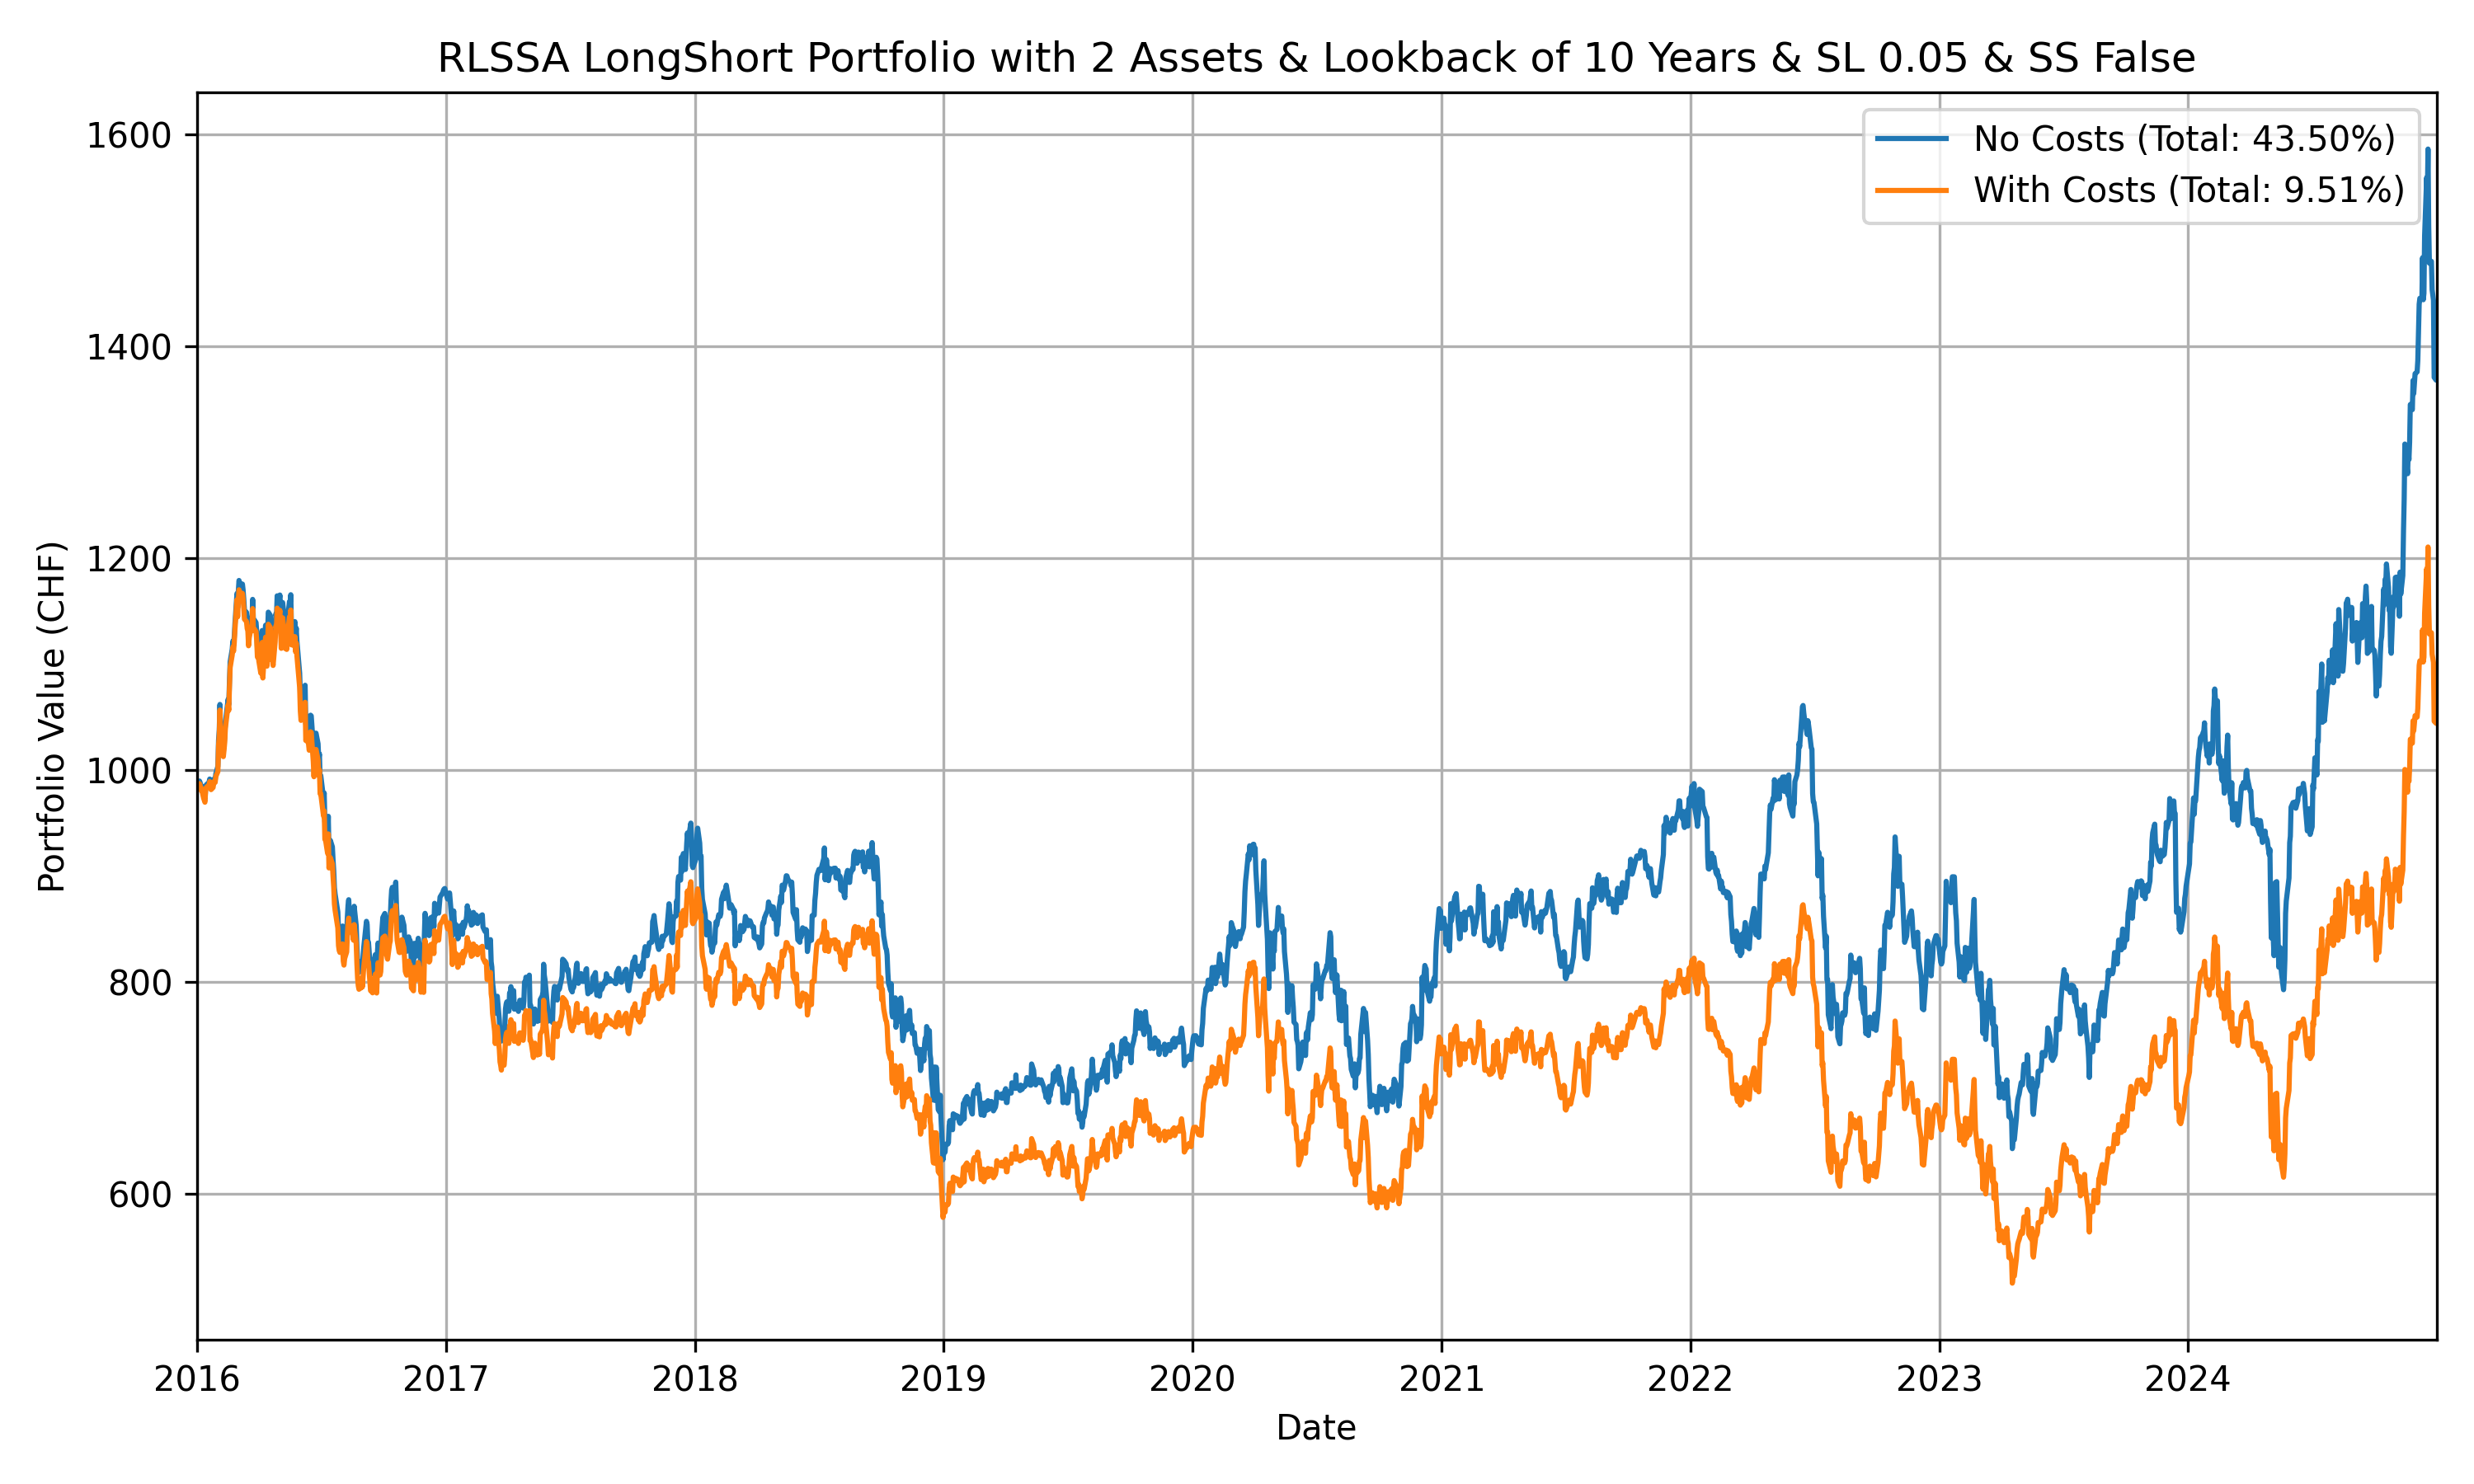 RLSSA LongShort Portfolio with 2 Assets & Lookback of 10 Years & SL 0.05 & SS False
No Costs (Total: 43.50%)
With Costs (Total: 9.51%)
Portfolio Value (CHF)
1600
1400
1200
1000
800
600
2016 2017 2018 2019 2020 2021 2022 2023 2024
Date